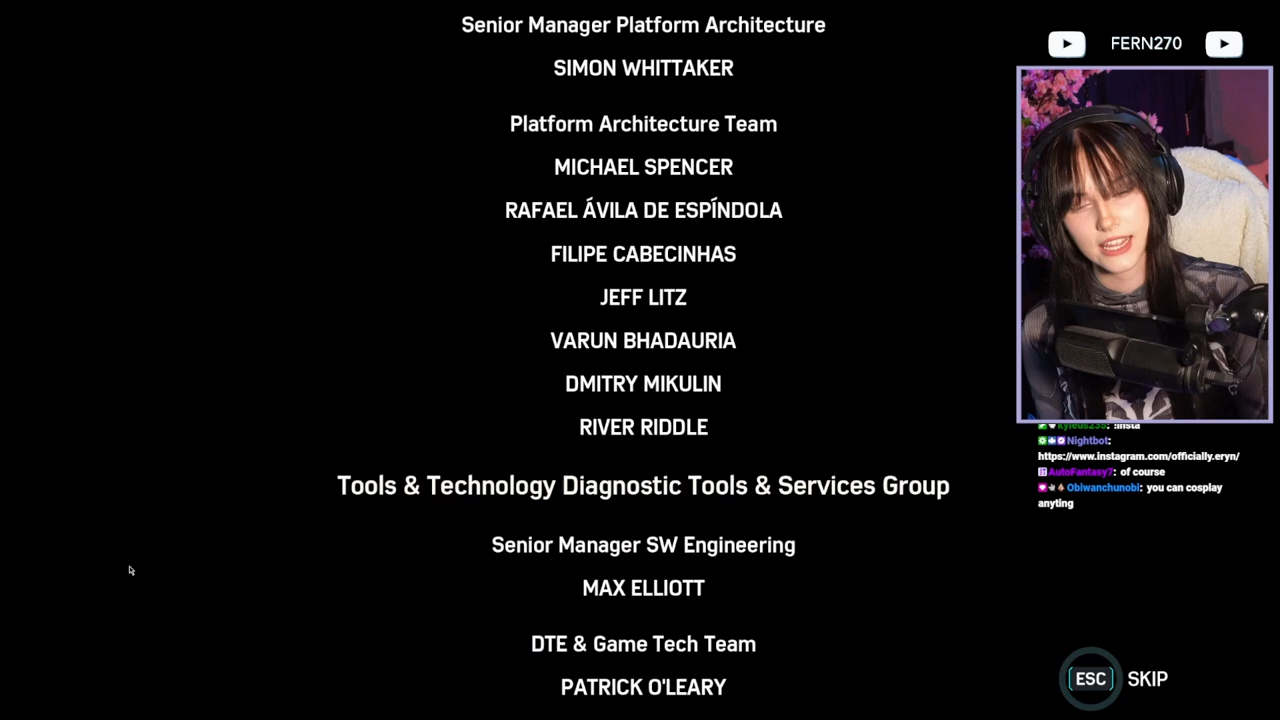 Senior Manager Platform Architecture
SIMON WHITTAKER
Platform Architecture Team
MICHAEL SPENCER
RAFAEL ÁVILA DE ESPÍNDOLA
FILIPE CABECINHAS
JEFF LITZ
VARUN BHADAURIA
DMITRY MIKULIN
RIVER RIDDLE
Tools & Technology Diagnostic Tools & Services Group
Senior Manager SW Engineering
MAX ELLIOTT
DTE & Game Tech Team
PATRICK O'LEARY
FERN270
kyleus235: !insta
Nightbot:
https://www.instagram.com/officially.eryn/
AutoFantasy7: of course
Obiwanchunobi: you can cosplay
anyting
ESC SKIP